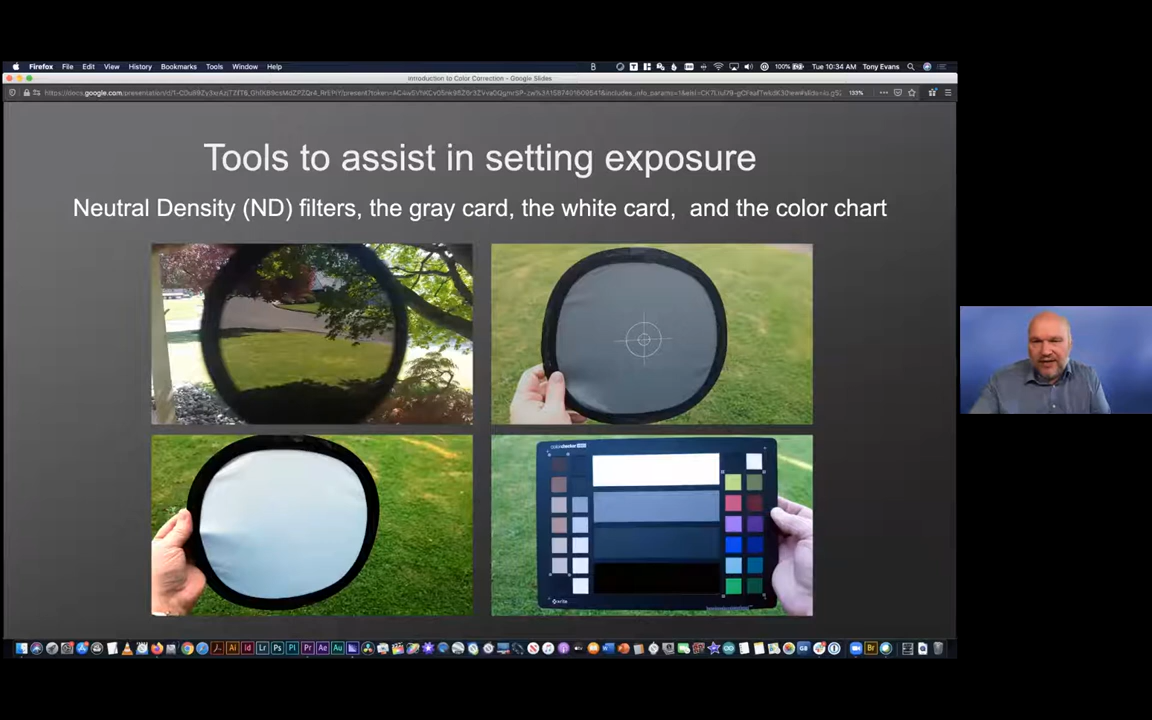 Firefox File Edit View History Bookmarks Tools Window Help 100% Tue 10:34 AM Tony Evans
Introduction to Color Correction - Google Slides
133%
Tools to assist in setting exposure
Neutral Density (ND) filters, the gray card, the white card, and the color chart